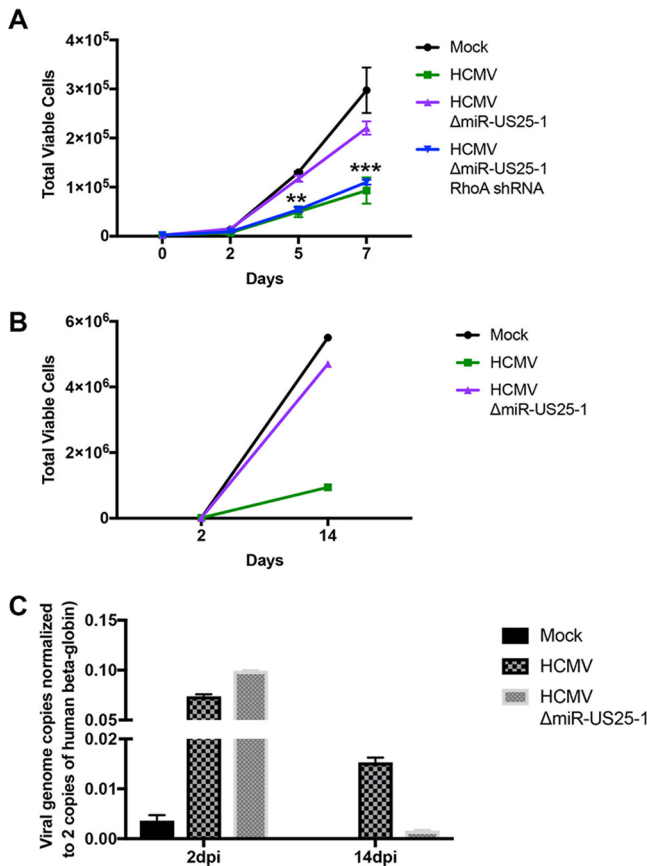 A
Total Viable Cells
4×10⁵
3×10⁵
2×10⁵
1×10⁵
0
0 2 5 7
Days
** ***
Mock
HCMV
HCMV
ΔmiR-US25-1
HCMV
ΔmiR-US25-1
RhoA shRNA
B
Total Viable Cells
6×10⁶
4×10⁶
2×10⁶
0
2 14
Days
Mock
HCMV
HCMV
ΔmiR-US25-1
C
Viral genome copies normalized
to 2 copies of human beta-globin)
0.15
0.10
0.05
0.02
0.01
0.00
2dpi 14dpi
Mock
HCMV
HCMV
ΔmiR-US25-1